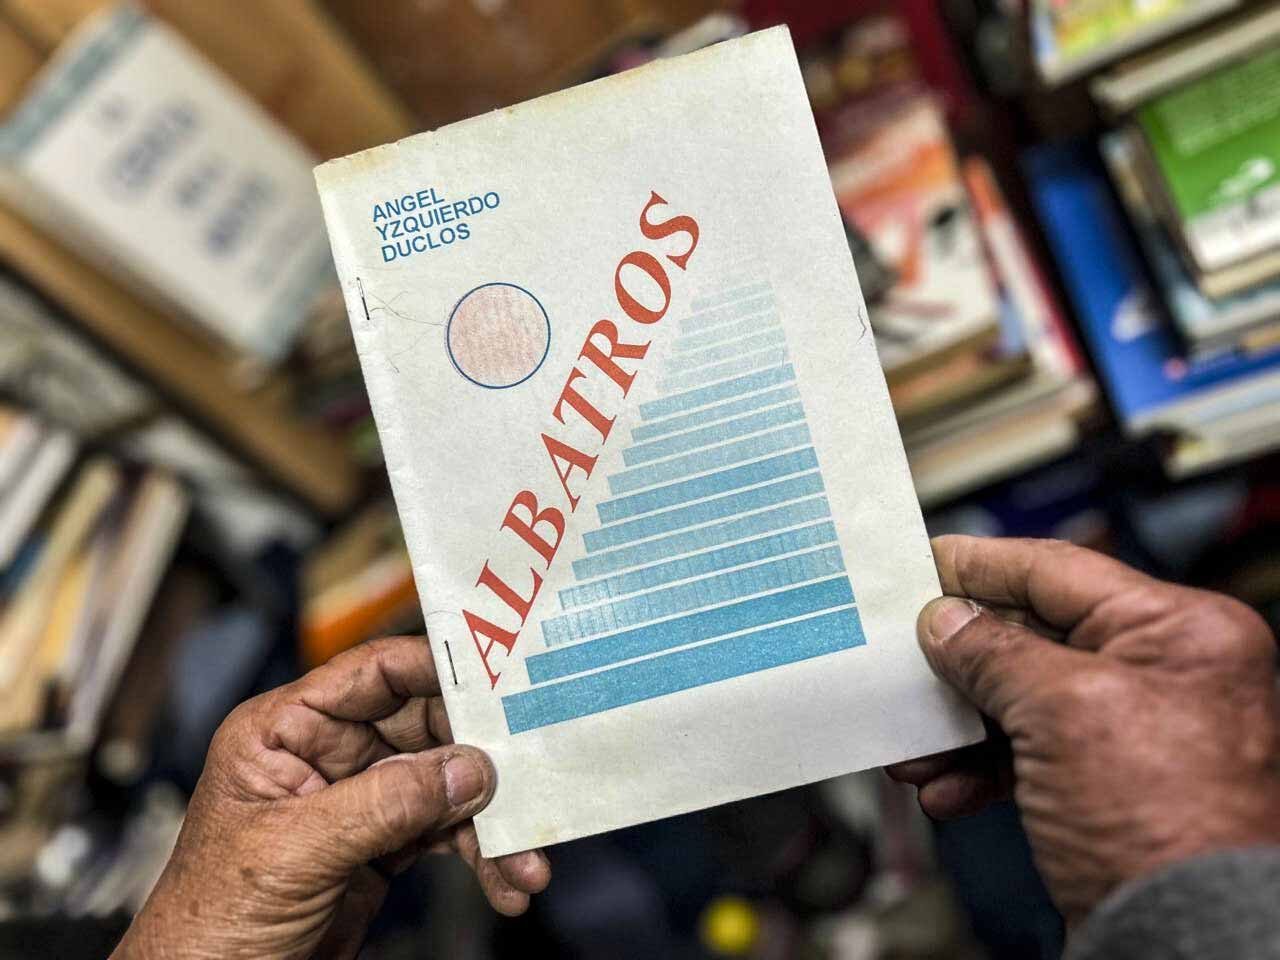 ANGEL
YZQUIERDO
DUCLOS
ALBATROS